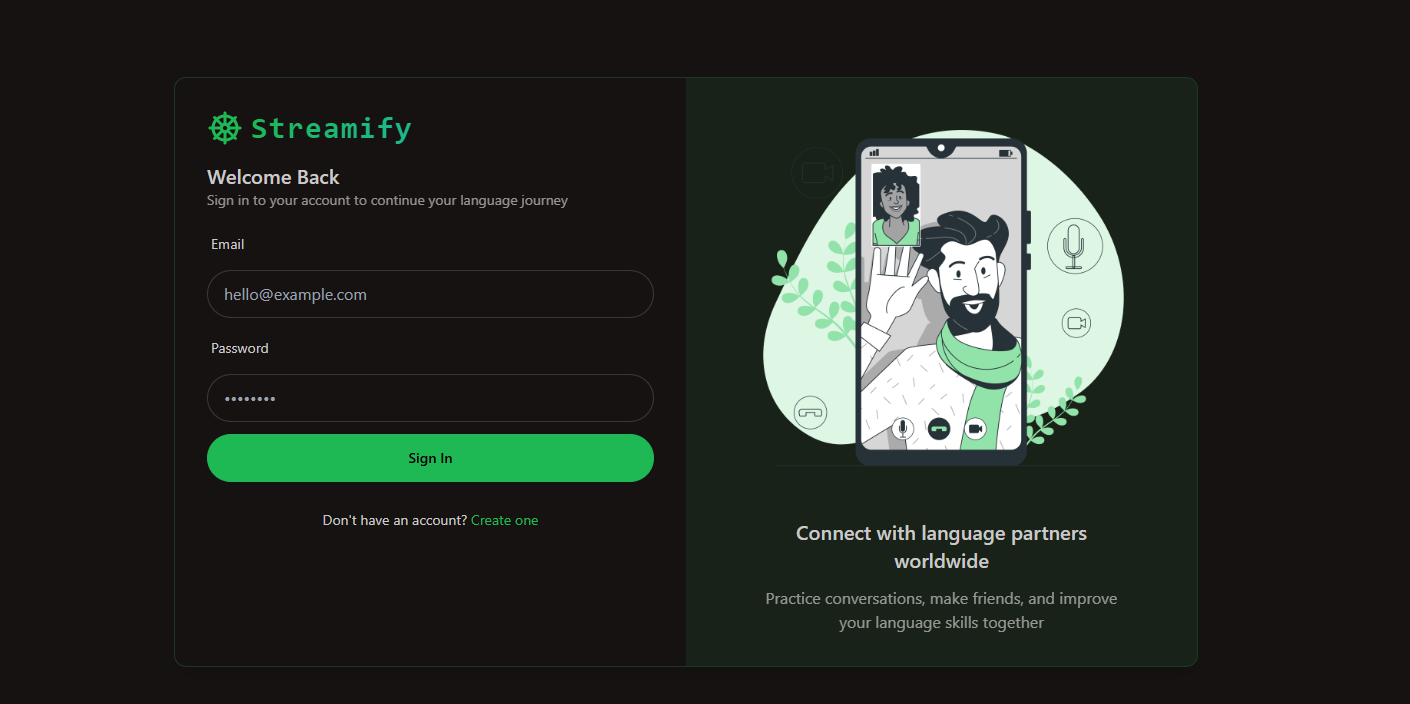 Streamify
Welcome Back
Sign in to your account to continue your language journey
Email
hello@example.com
Password
••••••••
Sign In
Don't have an account? Create one
Connect with language partners
worldwide
Practice conversations, make friends, and improve
your language skills together